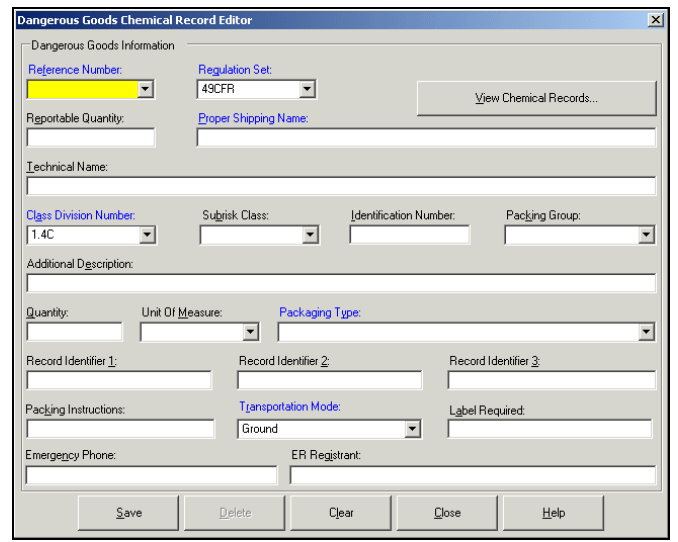 Dangerous Goods Chemical Record Editor
Dangerous Goods Information
Reference Number: Regulation Set:
49CFR View Chemical Records...
Reportable Quantity: Proper Shipping Name:
Technical Name:
Class Division Number: Subrisk Class: Identification Number: Packing Group:
1.4C
Additional Description:
Quantity: Unit Of Measure: Packaging Type:
Record Identifier 1: Record Identifier 2: Record Identifier 3:
Packing Instructions: Transportation Mode: Label Required:
Ground
Emergency Phone: ER Registrant:
Save Delete Clear Close Help